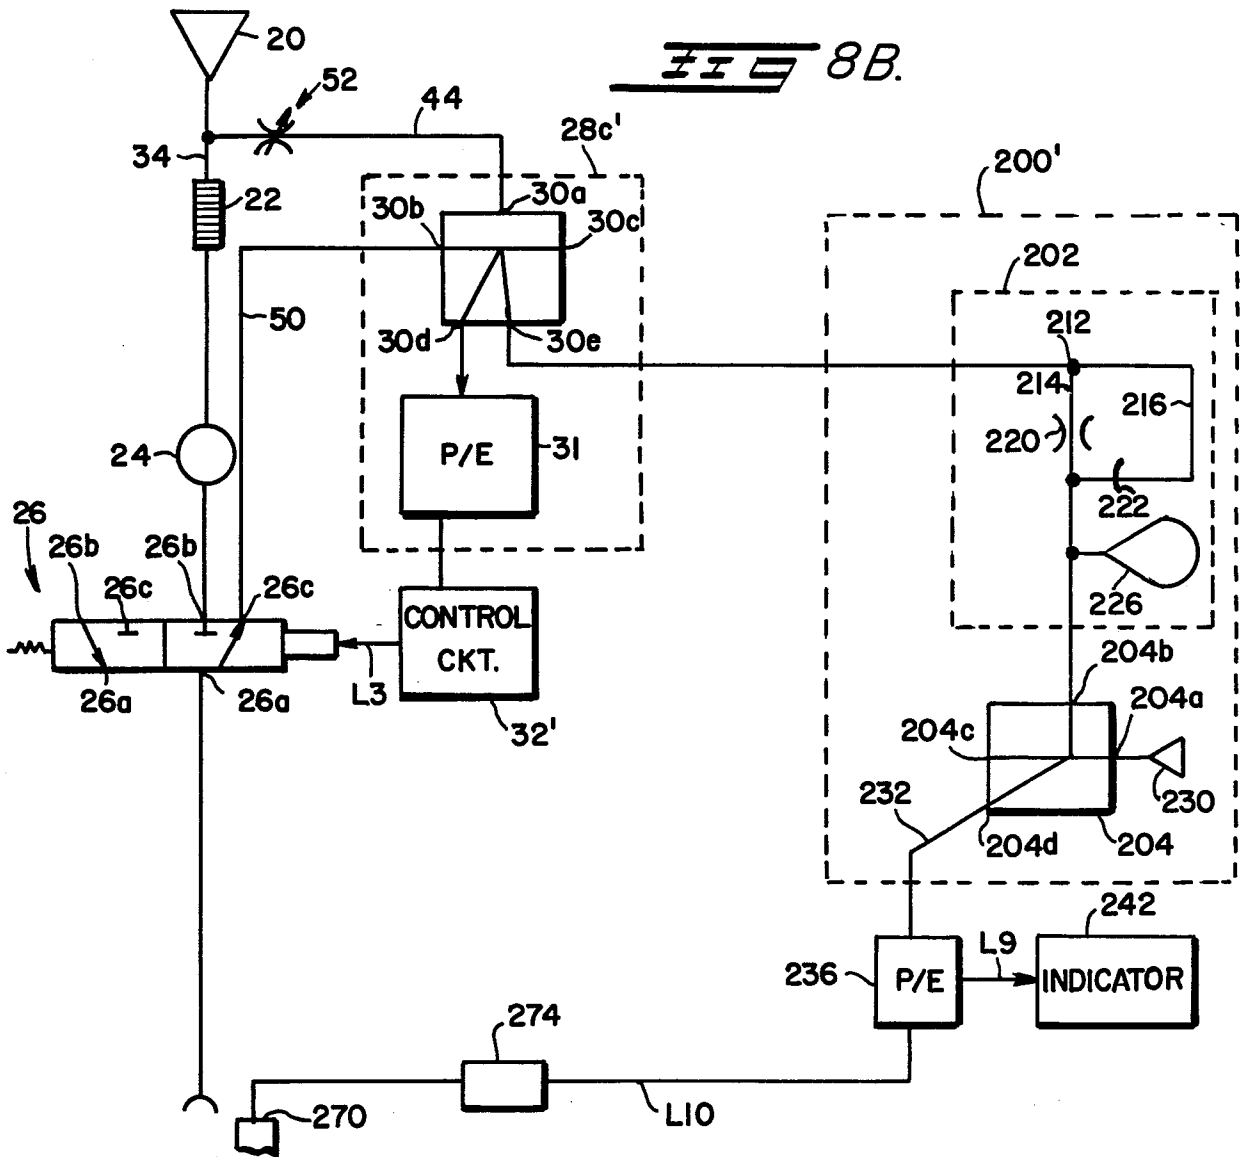 20
FIG 8B.
52
44
28c'
34
22
30a
30b
30c
200'
202
50
30d
30e
212
214
216
24
P/E
31
220
222
26
26b
26b
26c
26c
CONTROL
CKT.
226
26a
26a
L3
32'
204b
204a
204c
230
232
204d
204
242
236
P/E
L9
INDICATOR
274
270
L10